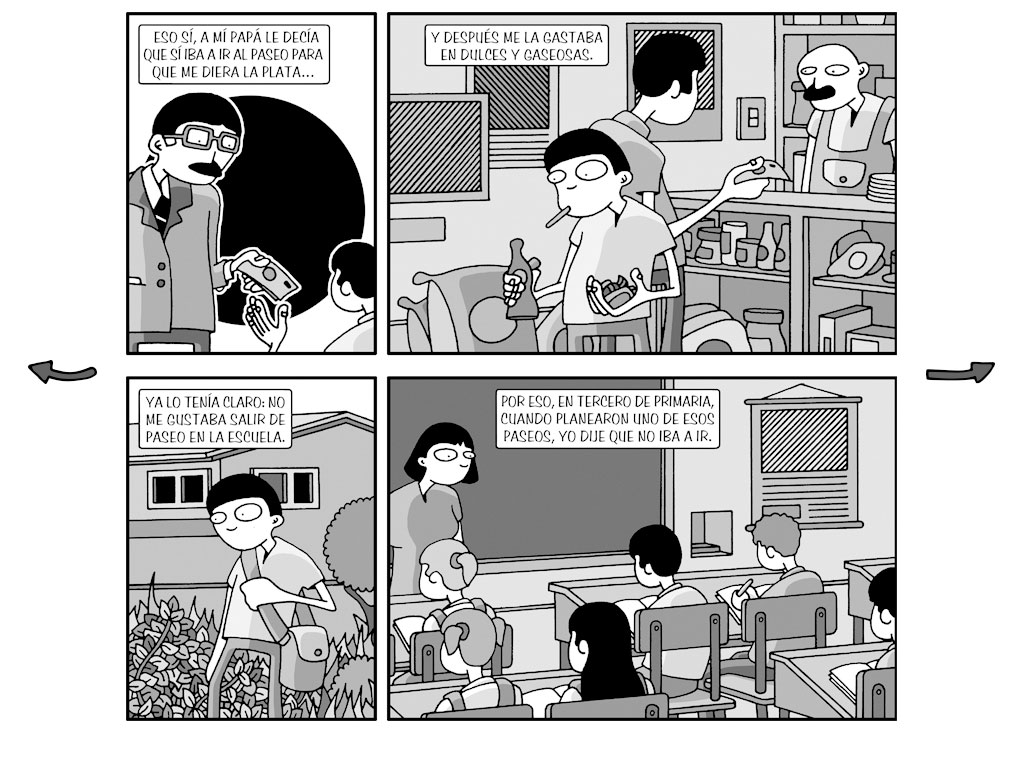 ESO SÍ, A MÍ PAPÁ LE DECÍA
QUE SÍ IBA A IR AL PASEO PARA
QUE ME DIERA LA PLATA...
Y DESPUÉS ME LA GASTABA
EN DULCES Y GASEOSAS.
YA LO TENÍA CLARO: NO
ME GUSTABA SALIR DE
PASEO EN LA ESCUELA.
POR ESO, EN TERCERO DE PRIMARIA,
CUANDO PLANEARON UNO DE ESOS
PASEOS, YO DIJE QUE NO IBA A IR.